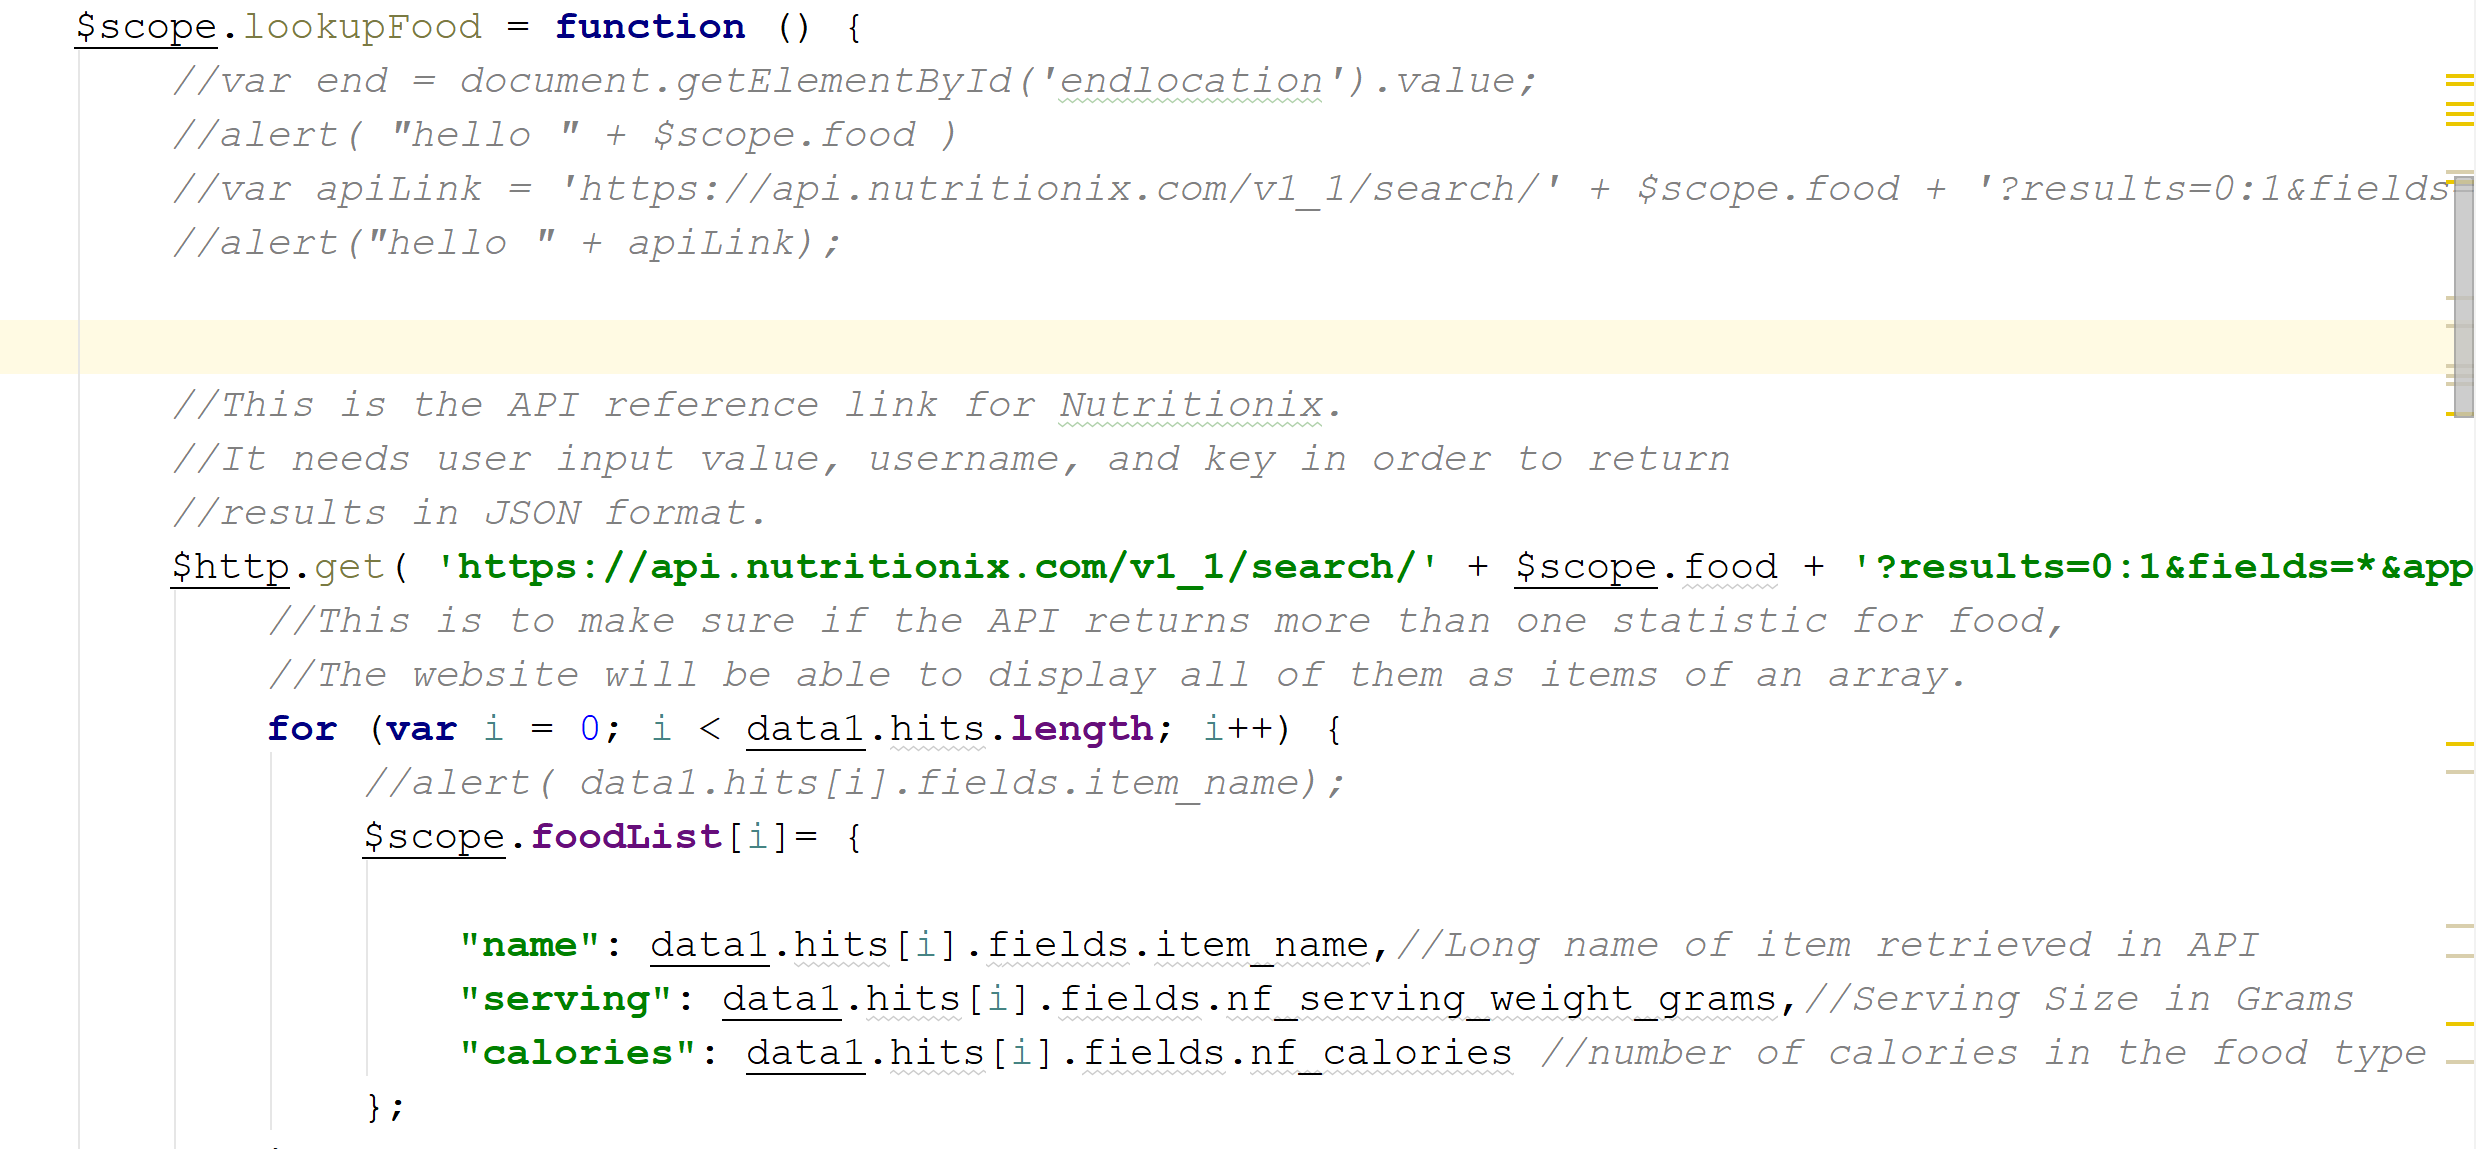 $scope.lookupFood = function () {
//var end = document.getElementById('endlocation').value;
//alert( "hello " + $scope.food )
//var apiLink = 'https://api.nutritionix.com/v1_1/search/' + $scope.food + '?results=0:1&fields=
//alert("hello " + apiLink);
//This is the API reference link for Nutritionix.
//It needs user input value, username, and key in order to return
//results in JSON format.
$http.get( 'https://api.nutritionix.com/v1_1/search/' + $scope.food + '?results=0:1&fields=*&app
//This is to make sure if the API returns more than one statistic for food,
//The website will be able to display all of them as items of an array.
for (var i = 0; i < data1.hits.length; i++) {
//alert( data1.hits[i].fields.item_name);
$scope.foodList[i]= {
"name": data1.hits[i].fields.item_name,//Long name of item retrieved in API
"serving": data1.hits[i].fields.nf_serving_weight_grams,//Serving Size in Grams
"calories": data1.hits[i].fields.nf_calories //number of calories in the food type
};